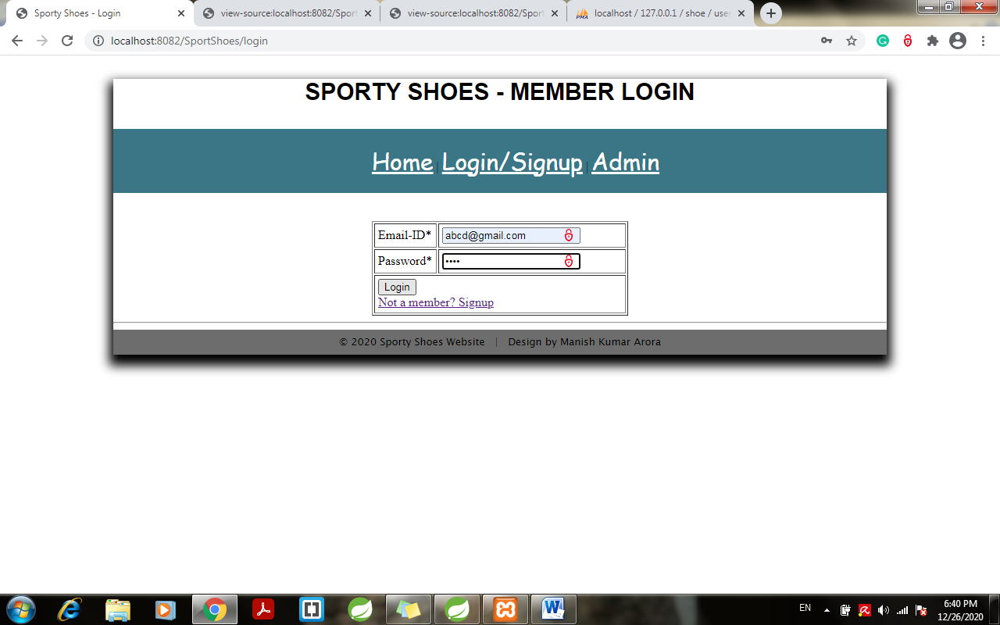 Sporty Shoes - Login
view-source:localhost:8082/Sport
view-source:localhost:8082/Sport
localhost / 127.0.0.1 / shoe / use
localhost:8082/SportShoes/login
SPORTY SHOES - MEMBER LOGIN
Home | Login/Signup | Admin
Email-ID* abcd@gmail.com
Password* ••••
Login
Not a member? Signup
© 2020 Sporty Shoes Website | Design by Manish Kumar Arora
EN
6:40 PM
12/26/2020